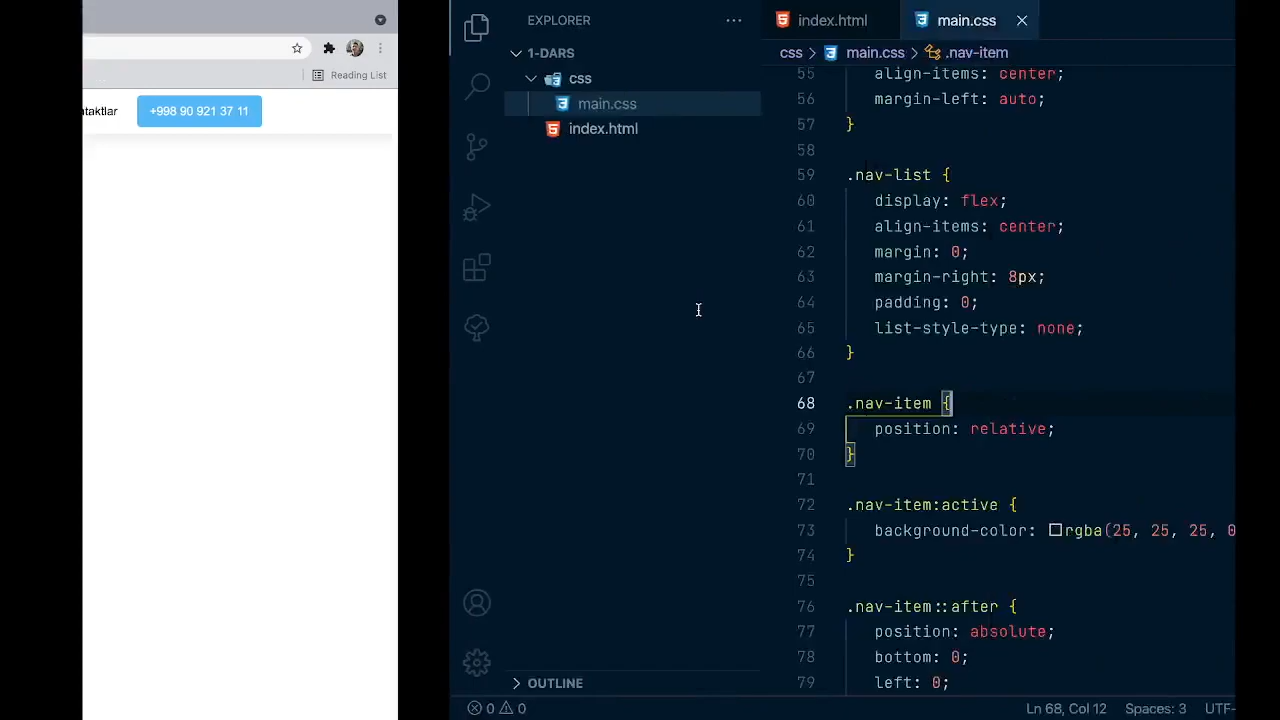 Reading List
ntaktlar
+998 90 921 37 11
EXPLORER
1-DARS
css
main.css
index.html
OUTLINE
0 0
index.html
main.css
css > main.css > .nav-item
55 align-items: center;
56 margin-left: auto;
57 }
58
59 .nav-list {
60 display: flex;
61 align-items: center;
62 margin: 0;
63 margin-right: 8px;
64 padding: 0;
65 list-style-type: none;
66 }
67
68 .nav-item {
69 position: relative;
70 }
71
72 .nav-item:active {
73 background-color: rgba(25, 25, 25, 0
74 }
75
76 .nav-item::after {
77 position: absolute;
78 bottom: 0;
79 left: 0;
Ln 68, Col 12 Spaces: 3 UTF-